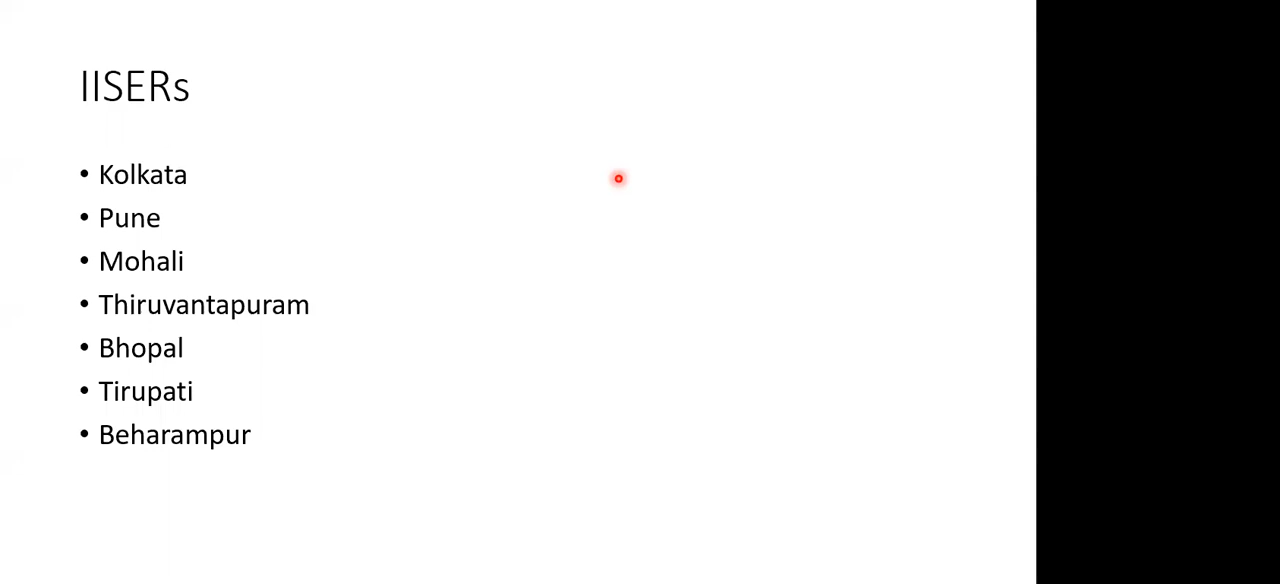 IISERs
• Kolkata
• Pune
• Mohali
• Thiruvantapuram
• Bhopal
• Tirupati
• Beharampur